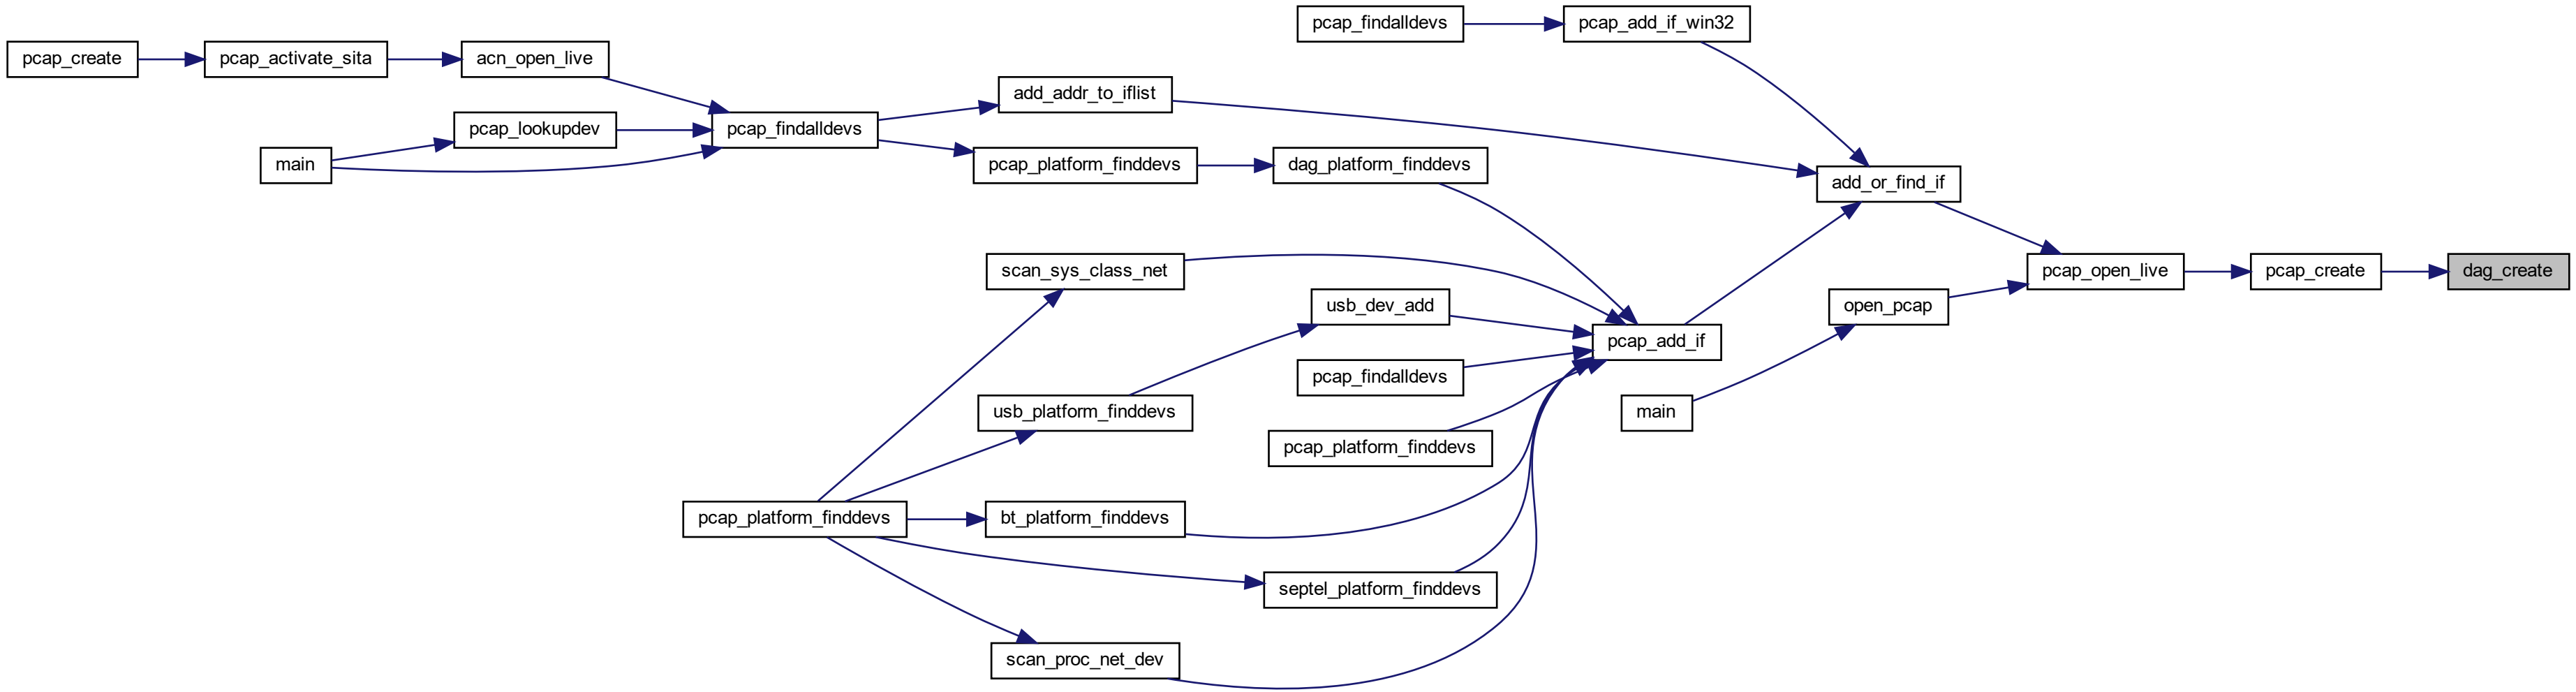 pcap_findalldevs
pcap_add_if_win32
pcap_create
pcap_activate_sita
acn_open_live
add_addr_to_iflist
pcap_lookupdev
pcap_findalldevs
main
pcap_platform_finddevs
dag_platform_finddevs
add_or_find_if
scan_sys_class_net
pcap_open_live
pcap_create
dag_create
usb_dev_add
open_pcap
pcap_add_if
pcap_findalldevs
usb_platform_finddevs
main
pcap_platform_finddevs
pcap_platform_finddevs
bt_platform_finddevs
septel_platform_finddevs
scan_proc_net_dev